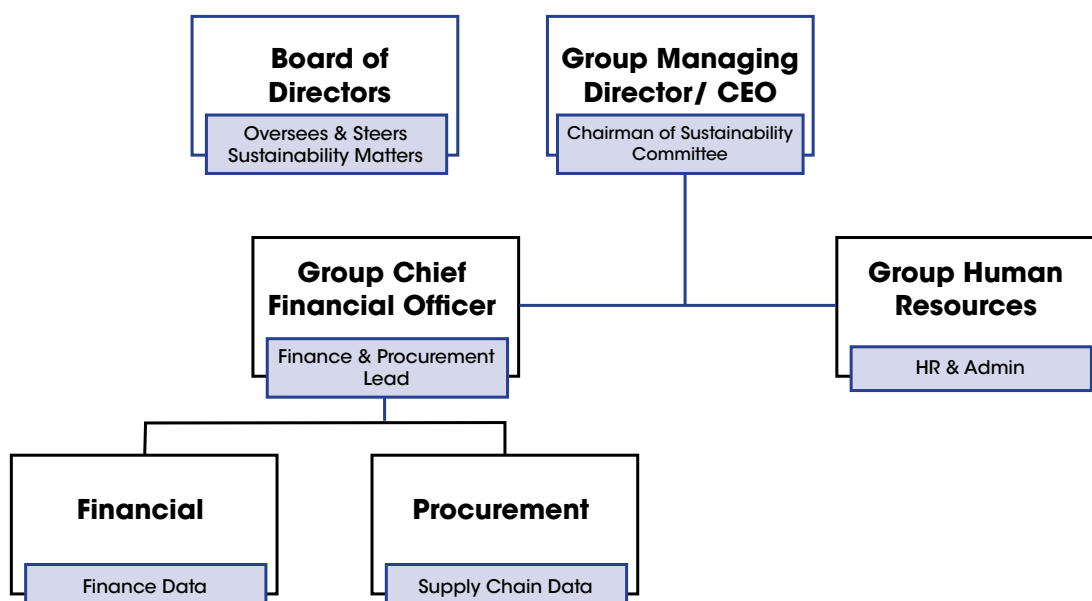 Board of
Directors
Oversees & Steers
Sustainability Matters
Group Managing
Director/ CEO
Chairman of Sustainability
Committee
Group Chief
Financial Officer
Finance & Procurement
Lead
Group Human
Resources
HR & Admin
Financial
Finance Data
Procurement
Supply Chain Data